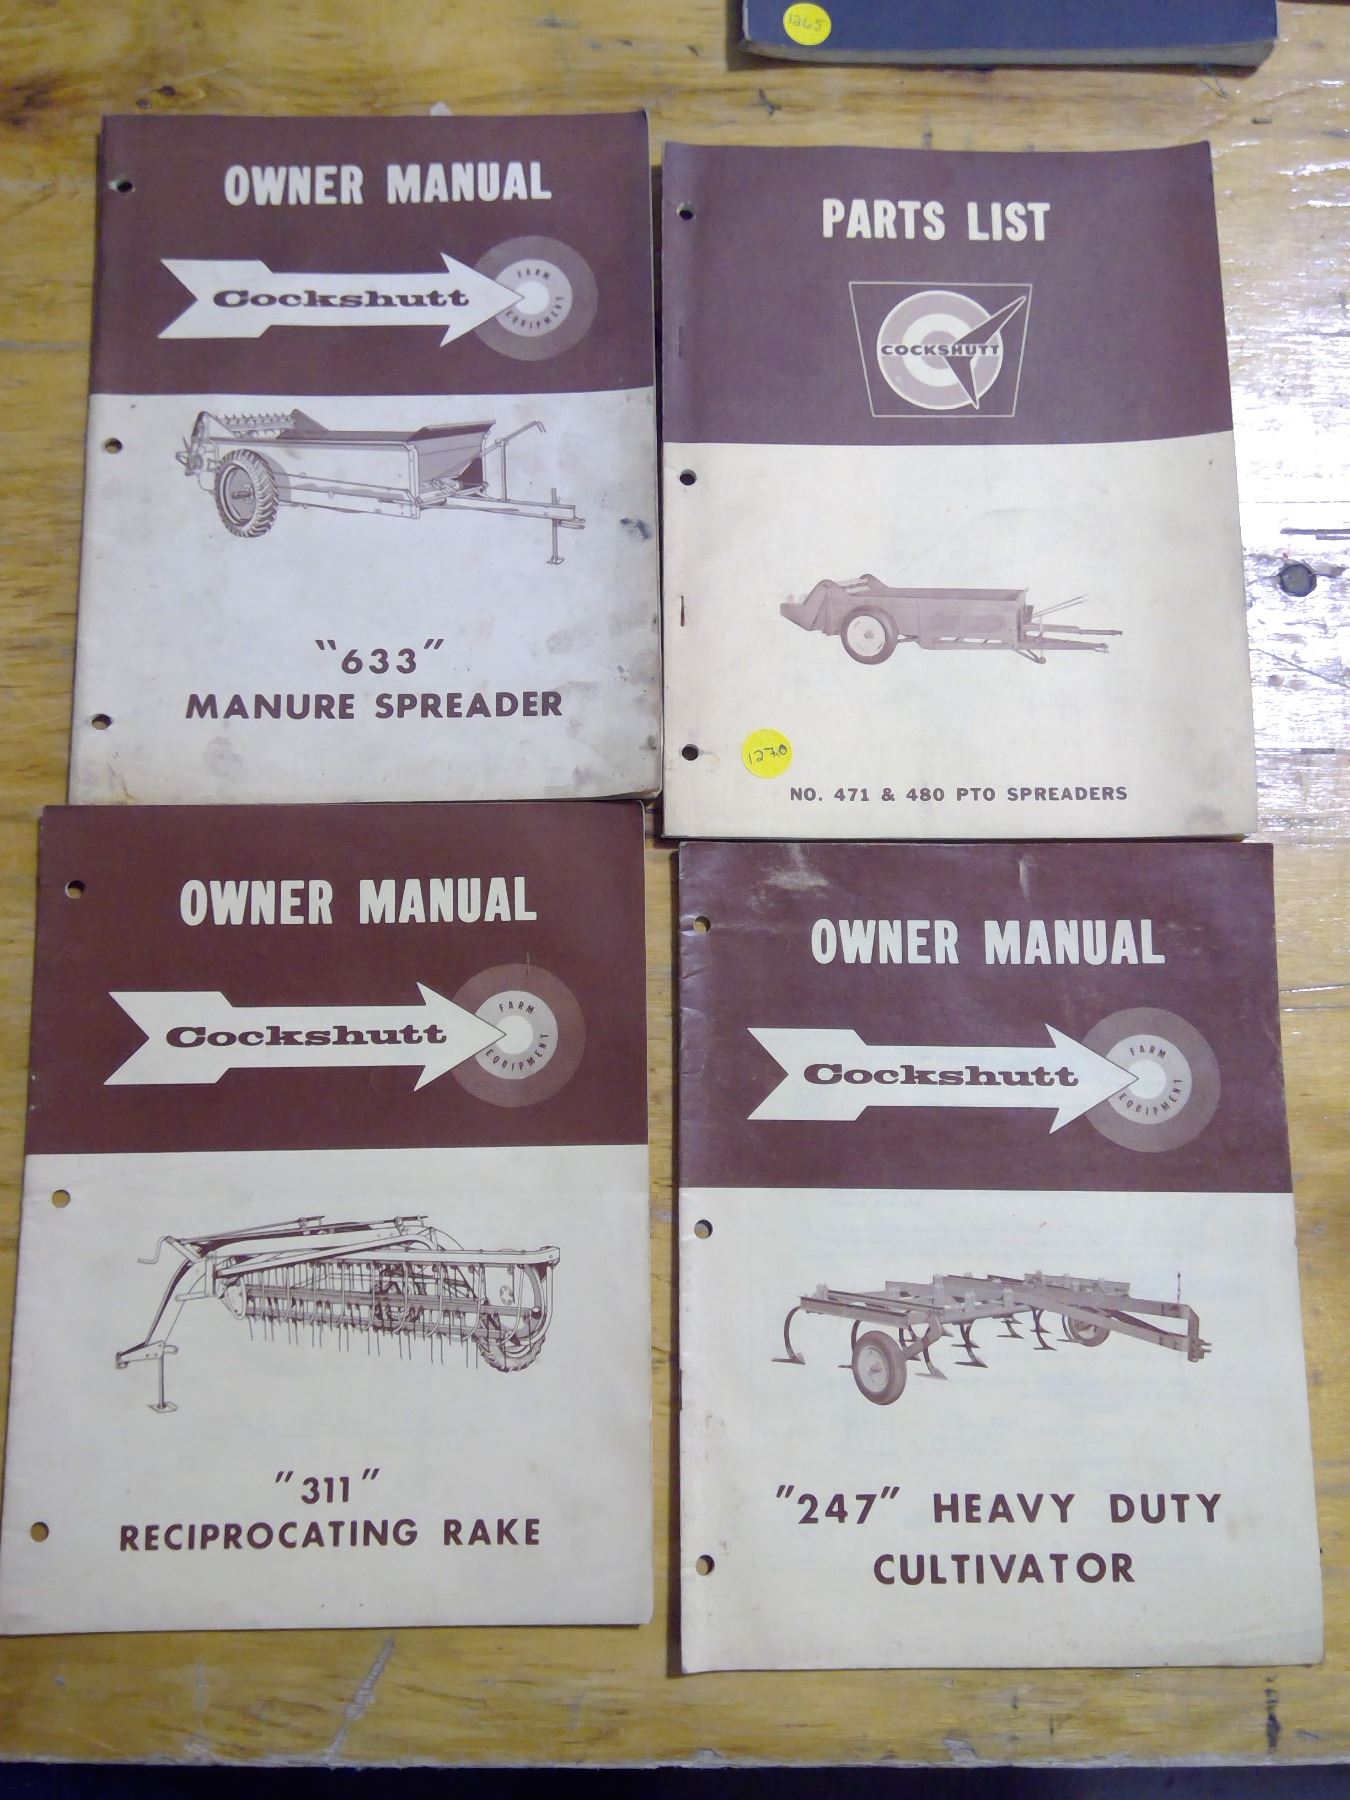 1265
OWNER MANUAL
Cockshutt
FARM
EQUIPMENT
"633"
MANURE SPREADER
PARTS LIST
COCKSHUTT
1270
NO. 471 & 480 PTO SPREADERS
OWNER MANUAL
Cockshutt
FARM
EQUIPMENT
"311"
RECIPROCATING RAKE
OWNER MANUAL
Cockshutt
FARM
EQUIPMENT
"247" HEAVY DUTY
CULTIVATOR